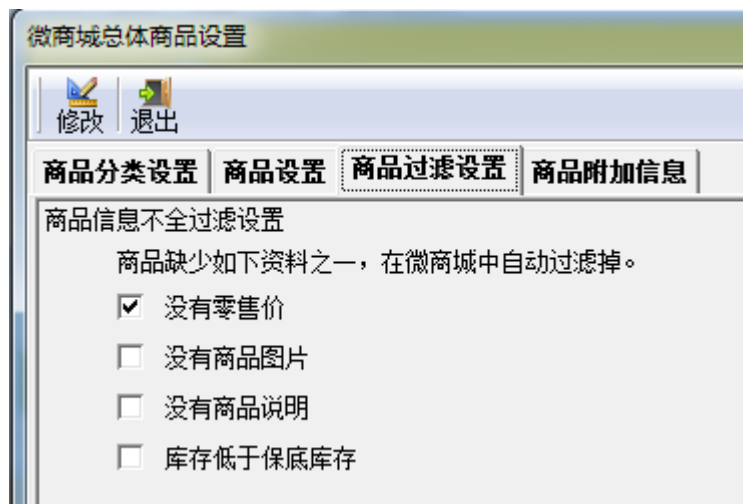 微商城总体商品设置
修改 退出
商品分类设置 商品设置 商品过滤设置 商品附加信息
商品信息不全过滤设置
商品缺少如下资料之一，在微商城中自动过滤掉。
没有零售价
没有商品图片
没有商品说明
库存低于保底库存